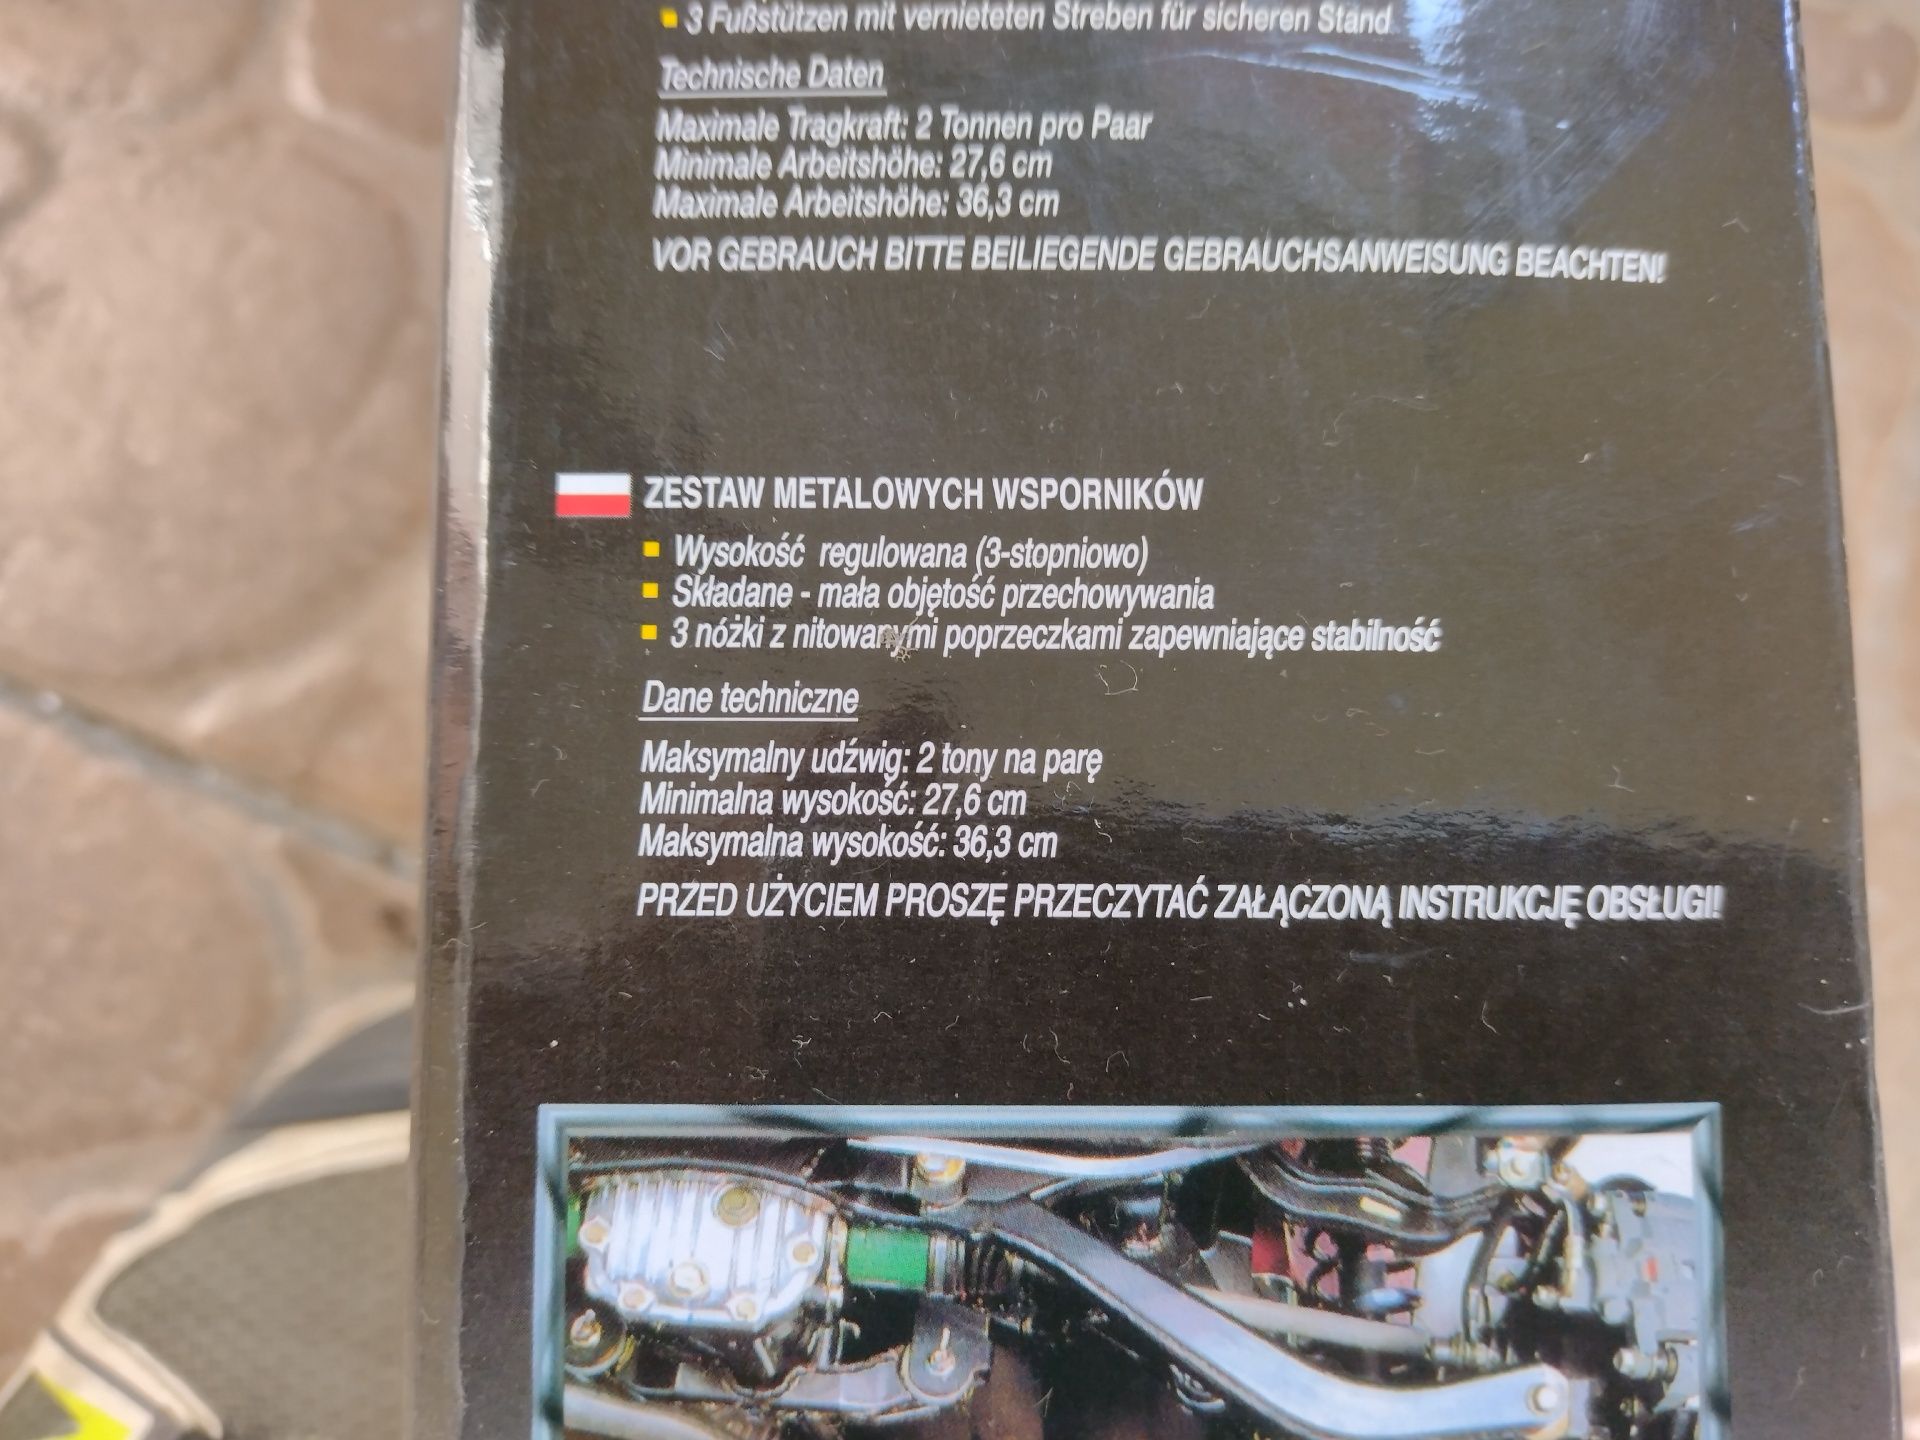 3 Fußstützen mit vernieteten Streben für sicheren Stand
Technische Daten
Maximale Tragkraft: 2 Tonnen pro Paar
Minimale Arbeitshöhe: 27,6 cm
Maximale Arbeitshöhe: 36,3 cm
VOR GEBRAUCH BITTE BEILIEGENDE GEBRAUCHSANWEISUNG BEACHTEN!
ZESTAW METALOWYCH WSPORNIKÓW
Wysokość regulowana (3-stopniowo)
Składane - mała objętość przechowywania
3 nóżki z nitowanymi poprzeczkami zapewniające stabilność
Dane techniczne
Maksymalny udźwig: 2 tony na parę
Minimalna wysokość: 27,6 cm
Maksymalna wysokość: 36,3 cm
PRZED UŻYCIEM PROSZĘ PRZECZYTAĆ ZAŁĄCZONĄ INSTRUKCJĘ OBSŁUGI!